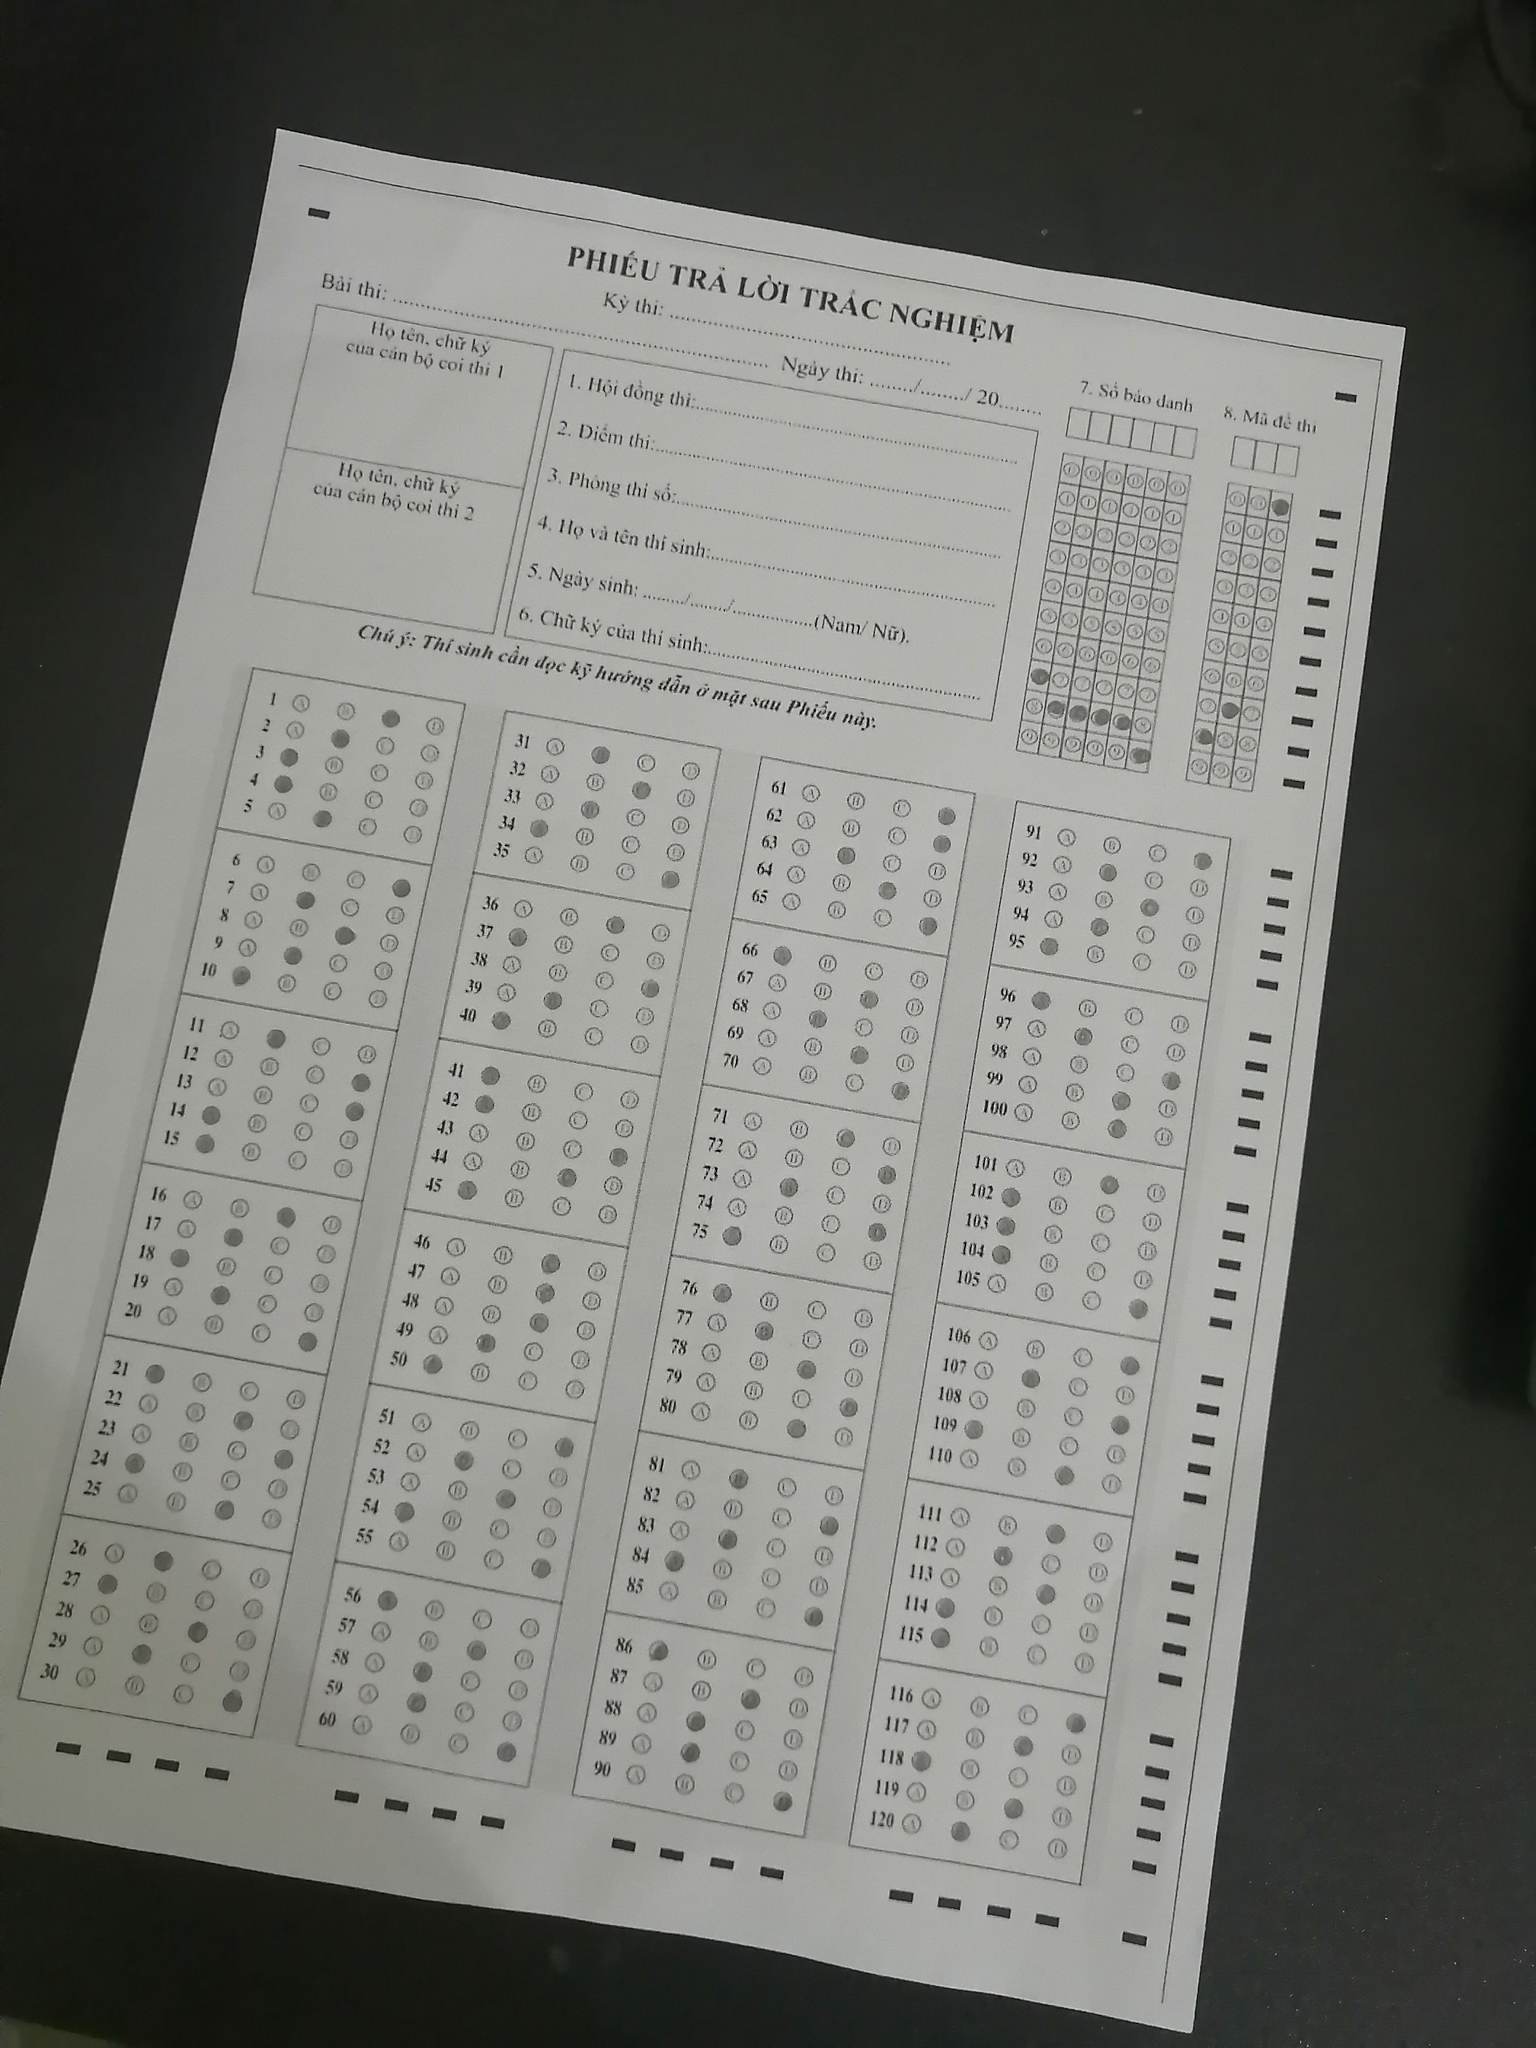 PHIẾU TRẢ LỜI TRẮC NGHIỆM
Kỳ thi: ........................................
Bài thi: ........................................ Ngày thi: ......../......../ 20........
Họ tên, chữ ký
của cán bộ coi thi 1
Họ tên, chữ ký
của cán bộ coi thi 2
1. Hội đồng thi:........................................
2. Điểm thi:........................................
3. Phòng thi số:........................................
4. Họ và tên thí sinh:........................................
5. Ngày sinh: ......../......../...............(Nam/ Nữ).
6. Chữ ký của thí sinh:........................................
7. Số báo danh
8. Mã đề thi
Chú ý: Thí sinh cần đọc kỹ hướng dẫn ở mặt sau Phiếu này.
1 A B D
2 A C D
3 B C D
4 B C D
5 A C D
6 A B C
7 A C D
8 A B D
9 A C D
10 B C D
11 A C D
12 A B C
13 A B C
14 B C D
15 B C D
16 A B D
17 A C D
18 B C D
19 A C D
20 A B C
21 B C D
22 A B D
23 A B C
24 B C D
25 A B D
26 A C D
27 B C D
28 A B D
29 A C D
30 A B C
31 A C D
32 A B D
33 A C D
34 B C D
35 A B C
36 A B D
37 B C D
38 A B C
39 A C D
40 B C D
41 B C D
42 B C D
43 A B C
44 A B D
45 B C D
46 A B D
47 A B D
48 A B D
49 A C D
50 B C D
51 A B C
52 A C D
53 A B D
54 B C D
55 A B C
56 B C D
57 A B D
58 A C D
59 A C D
60 A B C
61 A B C
62 A B C
63 A C D
64 A B D
65 A B C
66 B C D
67 A B D
68 A C D
69 A B D
70 A B C
71 A B D
72 A B C
73 A C D
74 A B C
75 B C D
76 B C D
77 A C D
78 A B D
79 A B C
80 A B D
81 A C D
82 A B C
83 A C D
84 B C D
85 A B C
86 B C D
87 A B D
88 A C D
89 A C D
90 A B C
91 A B C
92 A C D
93 A B D
94 A C D
95 B C D
96 B C D
97 A C D
98 A B C
99 A B D
100 A B D
101 A B D
102 B C D
103 B C D
104 B C D
105 A B C
106 A B C
107 A C D
108 A B C
109 B C D
110 A B D
111 A B D
112 A C D
113 A B D
114 B C D
115 B C D
116 A B C
117 A B D
118 B C D
119 A B D
120 A C D